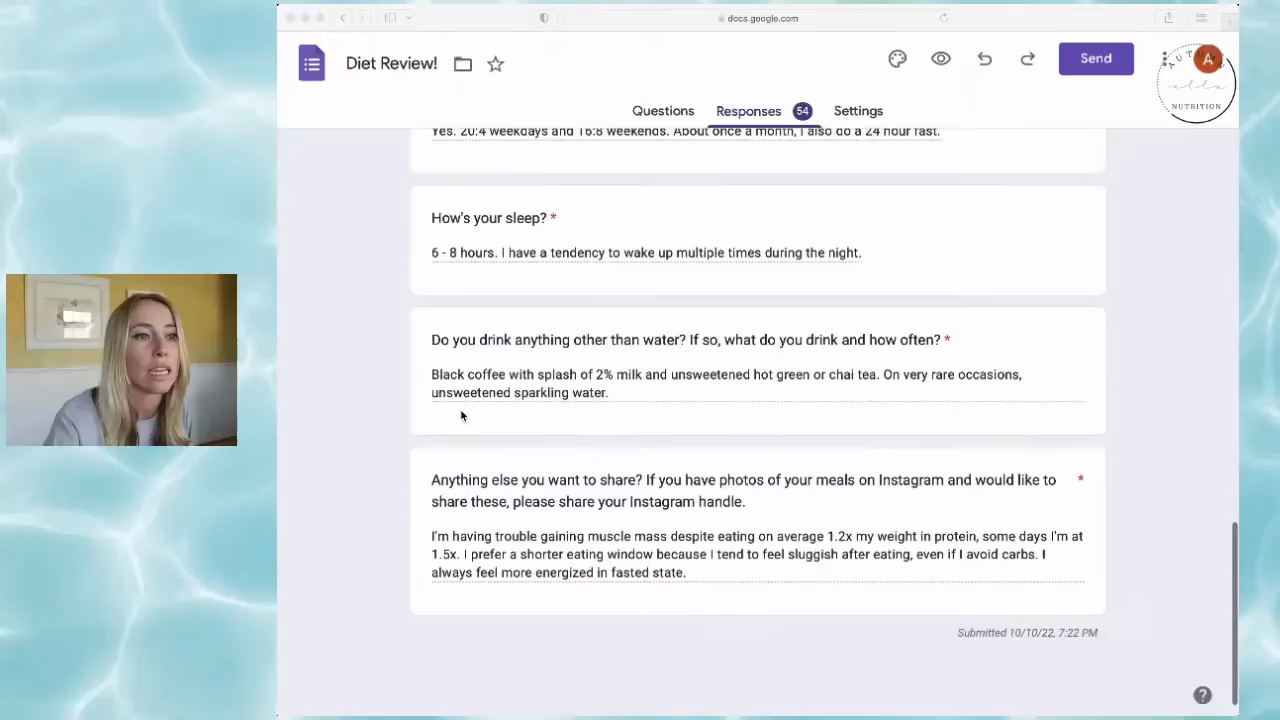 docs.google.com
Diet Review!
Send
A
AUTUMN
elle
NUTRITION
Questions
Responses 54
Settings
Yes. 20:4 weekdays and 16:8 weekends. About once a month, I also do a 24 hour fast.
How's your sleep? *
6 - 8 hours. I have a tendency to wake up multiple times during the night.
Do you drink anything other than water? If so, what do you drink and how often? *
Black coffee with splash of 2% milk and unsweetened hot green or chai tea. On very rare occasions,
unsweetened sparkling water.
Anything else you want to share? If you have photos of your meals on Instagram and would like to *
share these, please share your Instagram handle.
I'm having trouble gaining muscle mass despite eating on average 1.2x my weight in protein, some days I'm at
1.5x. I prefer a shorter eating window because I tend to feel sluggish after eating, even if I avoid carbs. I
always feel more energized in fasted state.
Submitted 10/10/22, 7:22 PM
?